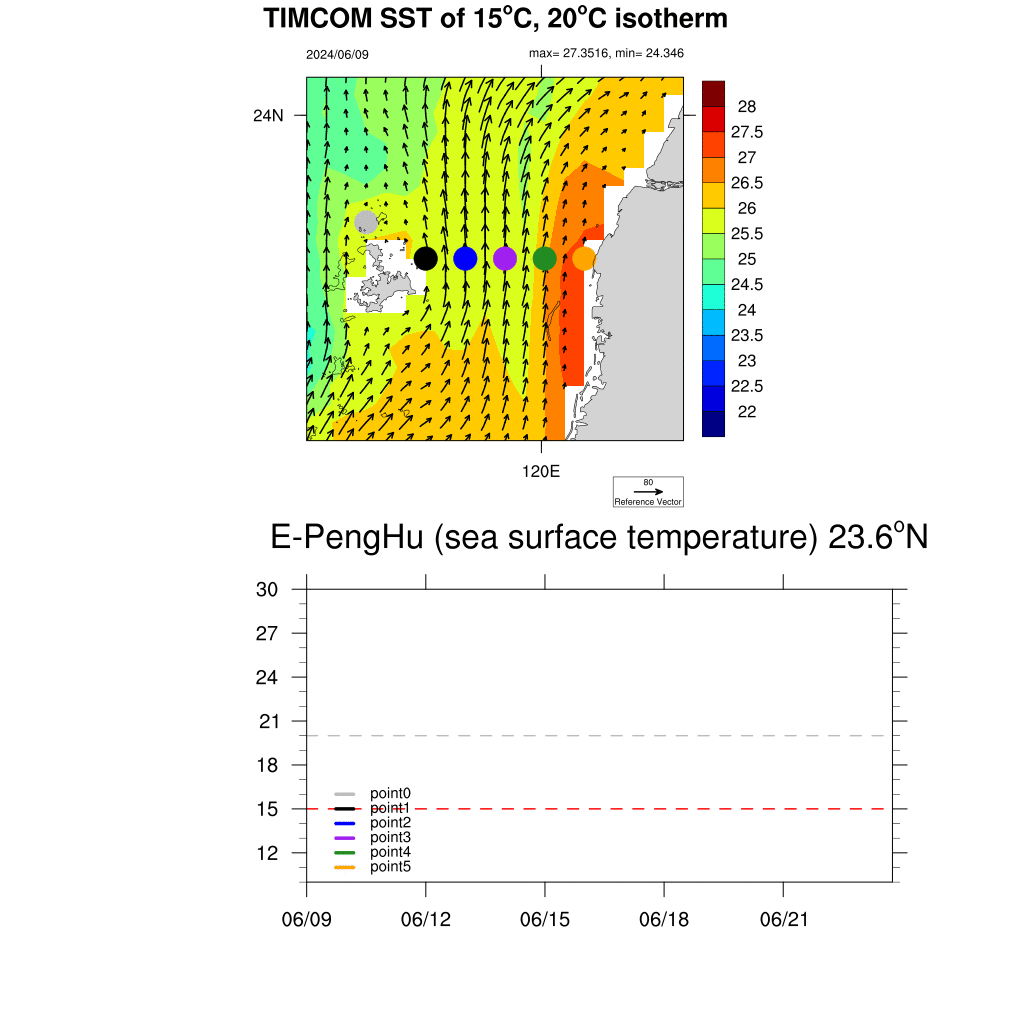 TIMCOM SST of 15°C, 20°C isotherm
2024/06/09 max= 27.3516, min= 24.346
24N
28
27.5
27
26.5
26
25.5
25
24.5
24
23.5
23
22.5
22
120E
80
Reference Vector
E-PengHu (sea surface temperature) 23.6°N
30
27
24
21
18
15
12
point0
point1
point2
point3
point4
point5
06/09 06/12 06/15 06/18 06/21